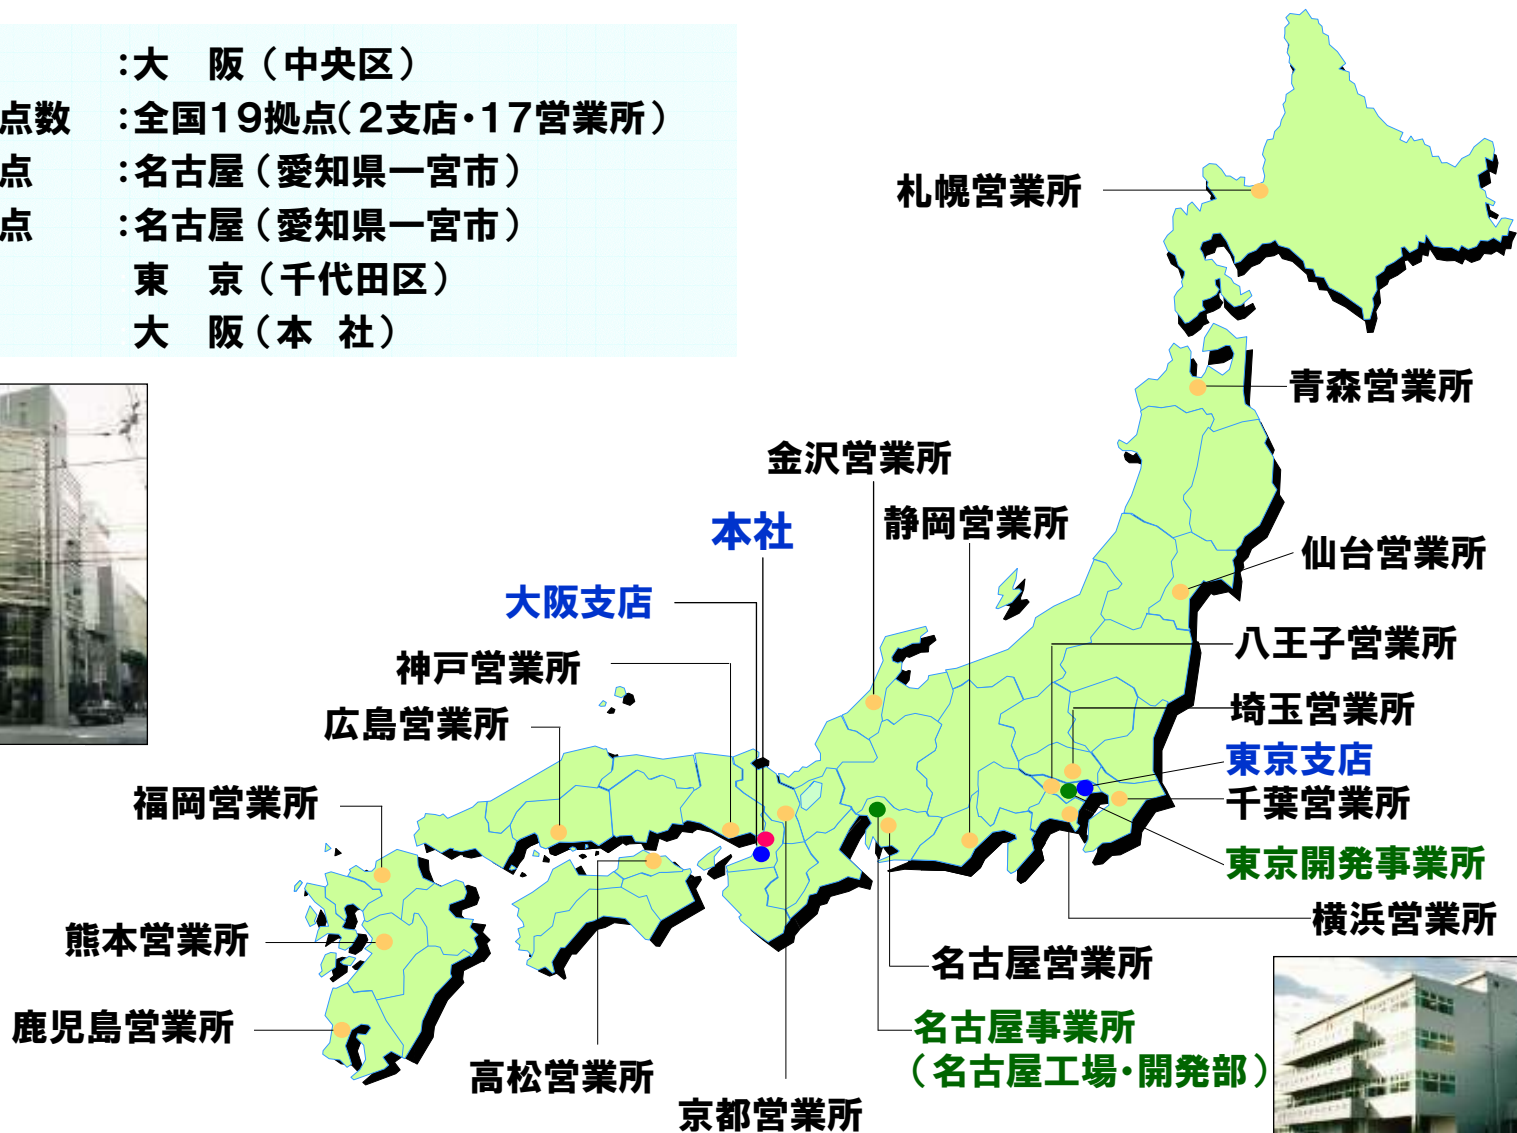 :大　阪（中央区）
点数　:全国19拠点(2支店・17営業所)
点　:名古屋（愛知県一宮市）
点　:名古屋（愛知県一宮市）
東　京（千代田区）
大　阪（本 社）
札幌営業所
青森営業所
金沢営業所
静岡営業所
本社
仙台営業所
大阪支店
八王子営業所
神戸営業所
埼玉営業所
広島営業所
東京支店
福岡営業所
千葉営業所
東京開発事業所
横浜営業所
熊本営業所
名古屋営業所
鹿児島営業所
名古屋事業所
（名古屋工場・開発部）
高松営業所
京都営業所